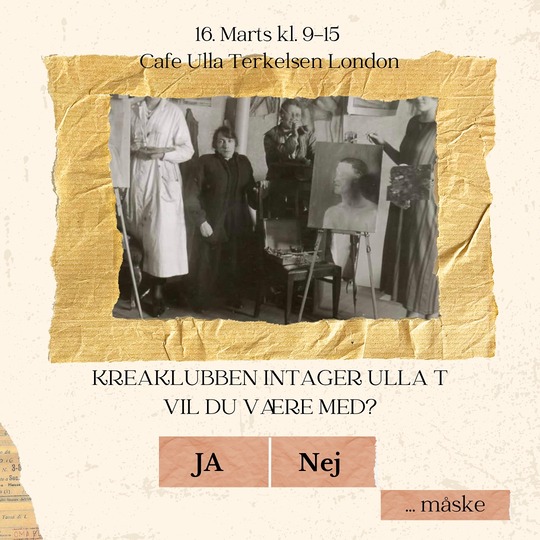 16. Marts kl. 9-15
Cafe Ulla Terkelsen London
KREAKLUBBEN INTAGER ULLA T
VIL DU VÆRE MED?
JA
Nej
... måske